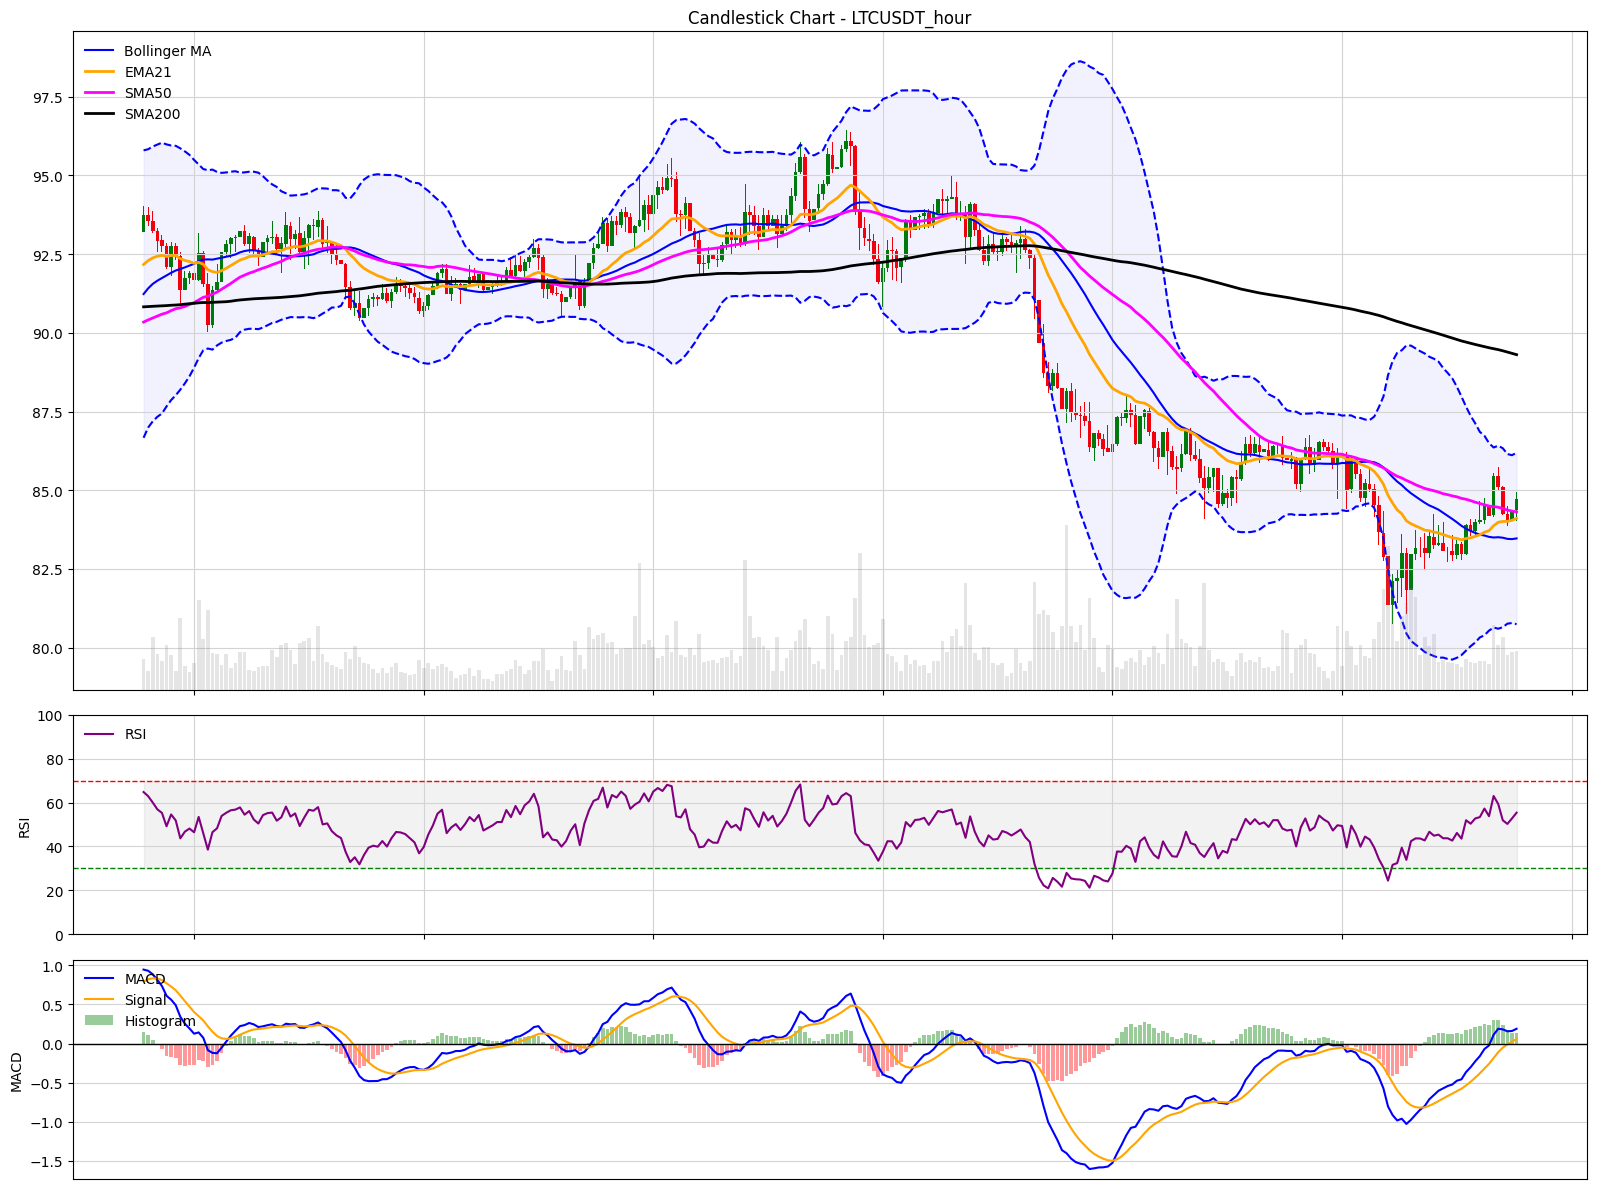 Candlestick Chart - LTCUSDT_hour
Bollinger MA
EMA21
SMA50
SMA200
97.5
95.0
92.5
90.0
87.5
85.0
82.5
80.0
RSI
100
80
60
40
20
0
RSI
MACD
Signal
Histogram
1.0
0.5
0.0
−0.5
−1.0
−1.5
MACD